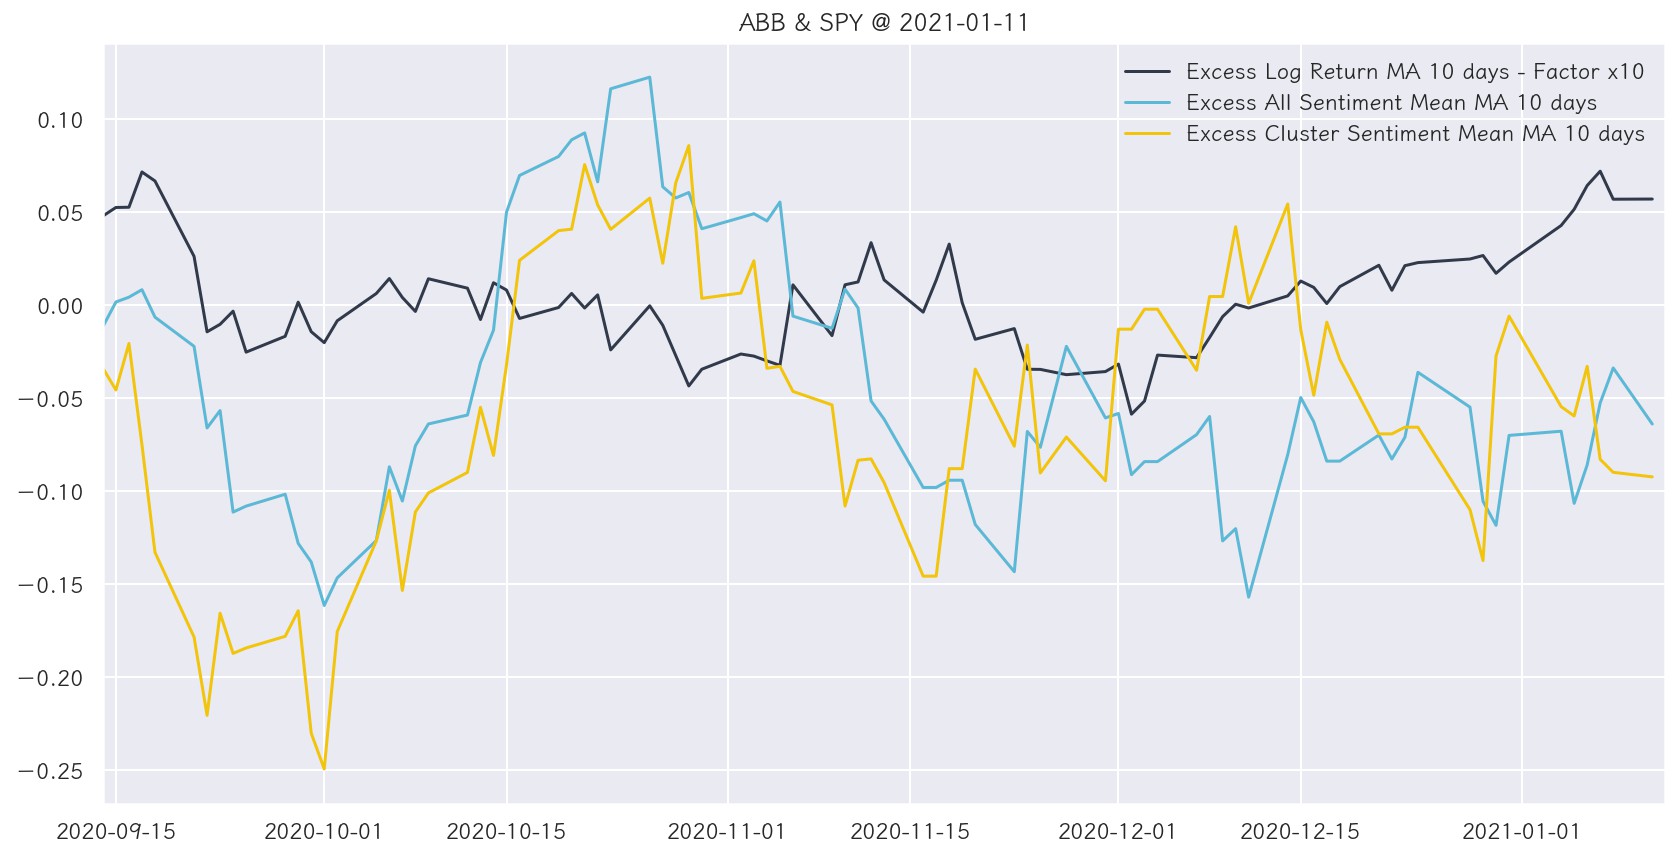 ABB & SPY @ 2021-01-11
Excess Log Return MA 10 days - Factor x10
Excess All Sentiment Mean MA 10 days
Excess Cluster Sentiment Mean MA 10 days
0.10
0.05
0.00
−0.05
−0.10
−0.15
−0.20
−0.25
2020-09-15 2020-10-01 2020-10-15 2020-11-01 2020-11-15 2020-12-01 2020-12-15 2021-01-01